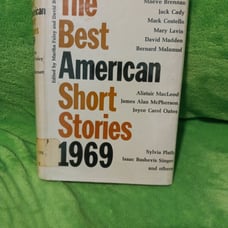 The
Best
American
Short
Stories
1969
Edited by Martha Foley and David B
Maeve Brennan
Jack Cady
Mark Costello
Mary Lavin
David Madden
Bernard Malamud
Alistair MacLeod
James Alan McPherson
Joyce Carol Oates
Sylvia Plath
Isaac Bashevis Singer
and others